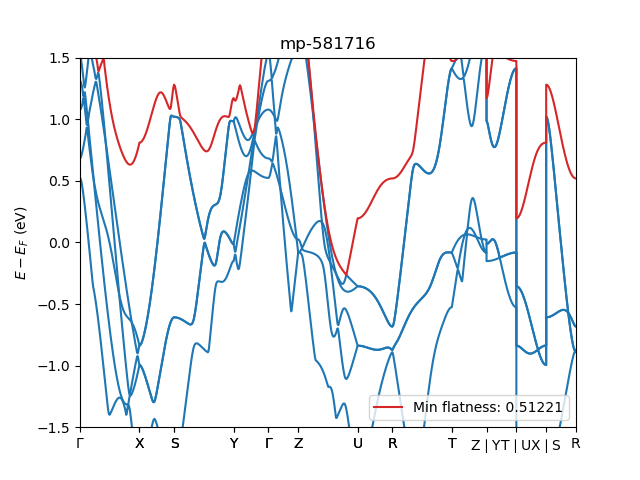 mp-581716
E − E_F (eV)
1.5
1.0
0.5
0.0
−0.5
−1.0
−1.5
Min flatness: 0.51221
Γ X S Y Γ Z U R T Z | YT | UX | S R